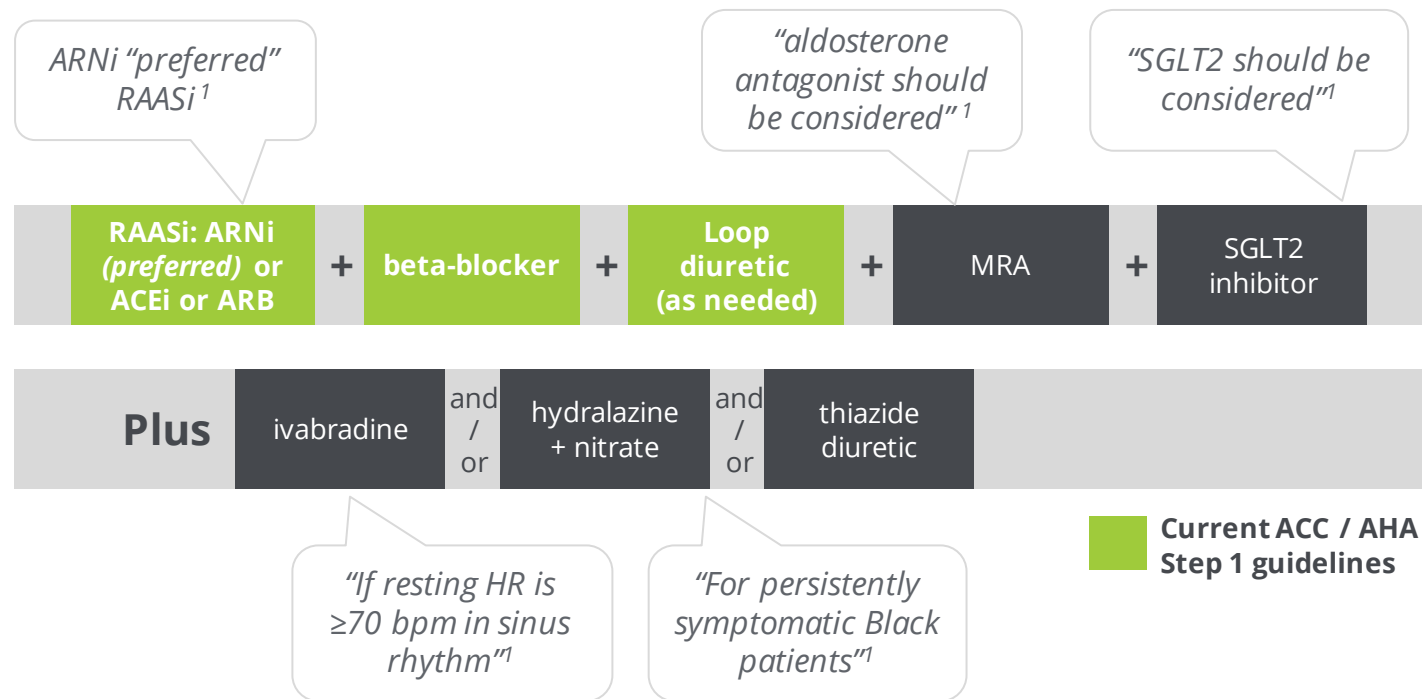 ARNi “preferred”
RAASi 1
“aldosterone
antagonist should
be considered” 1
“SGLT2 should be
considered”1
RAASi: ARNi
(preferred) or
ACEi or ARB
+
beta-blocker
+
Loop
diuretic
(as needed)
+
MRA
+
SGLT2
inhibitor
Plus
ivabradine
and
/
or
hydralazine
+ nitrate
and
/
or
thiazide
diuretic
“If resting HR is
≥70 bpm in sinus
rhythm”1
“For persistently
symptomatic Black
patients”1
Current ACC / AHA
Step 1 guidelines